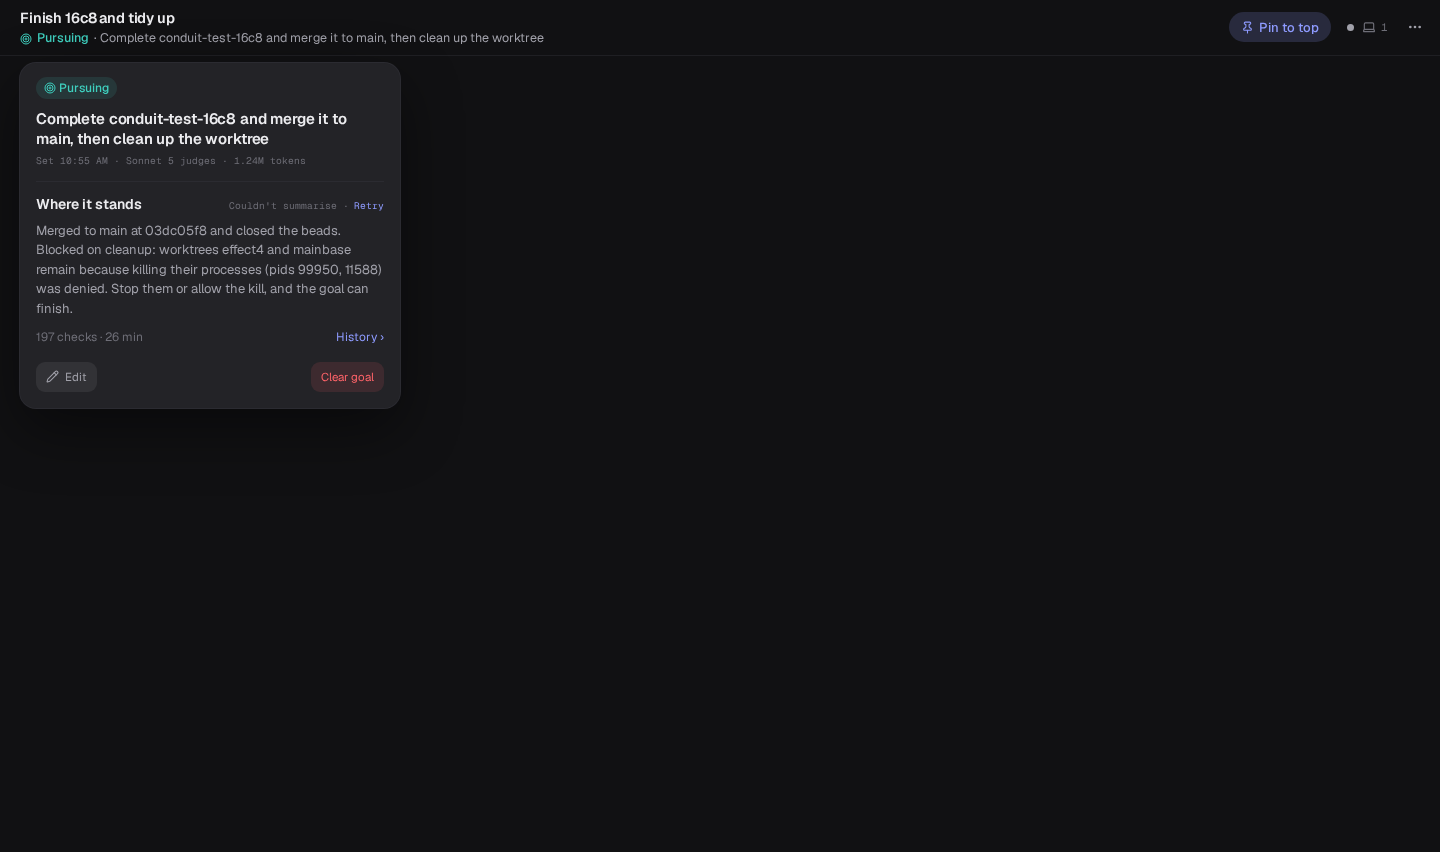 Finish 16c8 and tidy up
Pursuing · Complete conduit-test-16c8 and merge it to main, then clean up the worktree
Pin to top
1
Pursuing
Complete conduit-test-16c8 and merge it to
main, then clean up the worktree
Set 10:55 AM · Sonnet 5 judges · 1.24M tokens
Where it stands
Couldn't summarise · Retry
Merged to main at 03dc05f8 and closed the beads.
Blocked on cleanup: worktrees effect4 and mainbase
remain because killing their processes (pids 99950, 11588)
was denied. Stop them or allow the kill, and the goal can
finish.
197 checks · 26 min
History ›
Edit
Clear goal